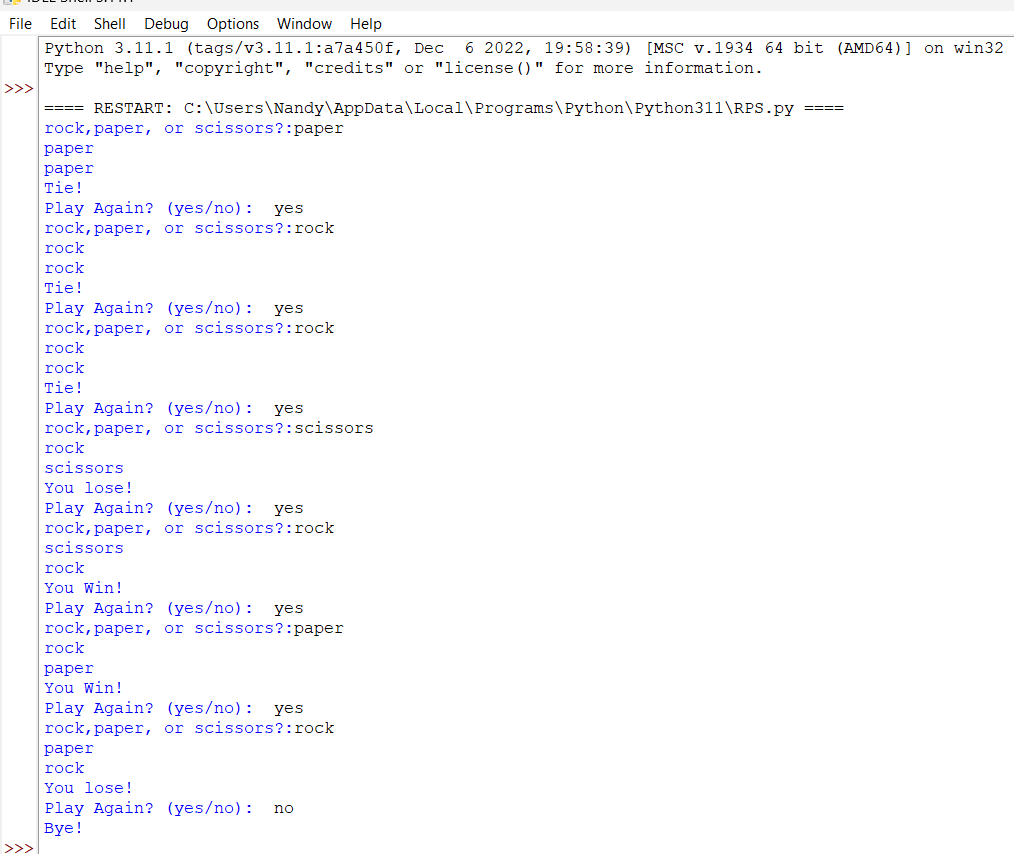 File Edit Shell Debug Options Window Help
Python 3.11.1 (tags/v3.11.1:a7a450f, Dec  6 2022, 19:58:39) [MSC v.1934 64 bit (AMD64)] on win32
Type "help", "copyright", "credits" or "license()" for more information.
>>>
==== RESTART: C:\Users\Nandy\AppData\Local\Programs\Python\Python311\RPS.py ====
rock,paper, or scissors?:paper
paper
paper
Tie!
Play Again? (yes/no):  yes
rock,paper, or scissors?:rock
rock
rock
Tie!
Play Again? (yes/no):  yes
rock,paper, or scissors?:rock
rock
rock
Tie!
Play Again? (yes/no):  yes
rock,paper, or scissors?:scissors
rock
scissors
You lose!
Play Again? (yes/no):  yes
rock,paper, or scissors?:rock
scissors
rock
You Win!
Play Again? (yes/no):  yes
rock,paper, or scissors?:paper
rock
paper
You Win!
Play Again? (yes/no):  yes
rock,paper, or scissors?:rock
paper
rock
You lose!
Play Again? (yes/no):  no
Bye!
>>>